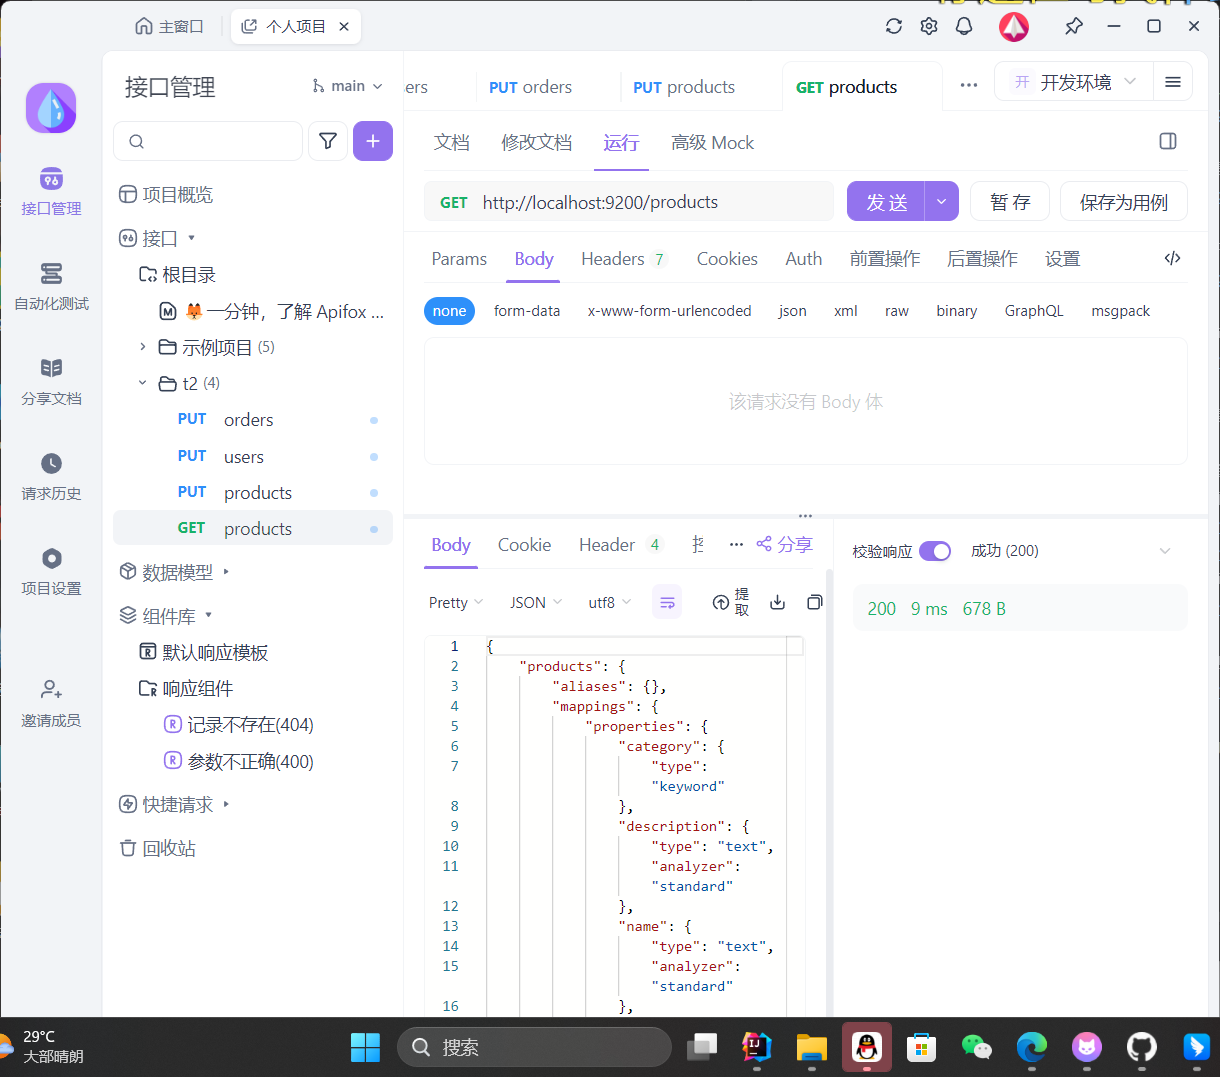 主窗口
个人项目
接口管理
main
ers
PUT orders
PUT products
GET products
开 开发环境
文档
修改文档
运行
高级 Mock
GET http://localhost:9200/products
发 送
暂 存
保存为用例
Params
Body
Headers 7
Cookies
Auth
前置操作
后置操作
设置
none
form-data
x-www-form-urlencoded
json
xml
raw
binary
GraphQL
msgpack
该请求没有 Body 体
接口管理
自动化测试
分享文档
请求历史
项目设置
邀请成员
项目概览
接口
根目录
一分钟，了解 Apifox ...
示例项目 (5)
t2 (4)
PUT orders
PUT users
PUT products
GET products
数据模型
组件库
默认响应模板
响应组件
记录不存在(404)
参数不正确(400)
快捷请求
回收站
Body
Cookie
Header 4
分享
校验响应
成功 (200)
200 9 ms 678 B
Pretty
JSON
utf8
提
取
1 {
2 "products": {
3 "aliases": {},
4 "mappings": {
5 "properties": {
6 "category": {
7 "type":
"keyword"
8 },
9 "description": {
10 "type": "text",
11 "analyzer":
"standard"
12 },
13 "name": {
14 "type": "text",
15 "analyzer":
"standard"
16 },
29°C
大部晴朗
搜索